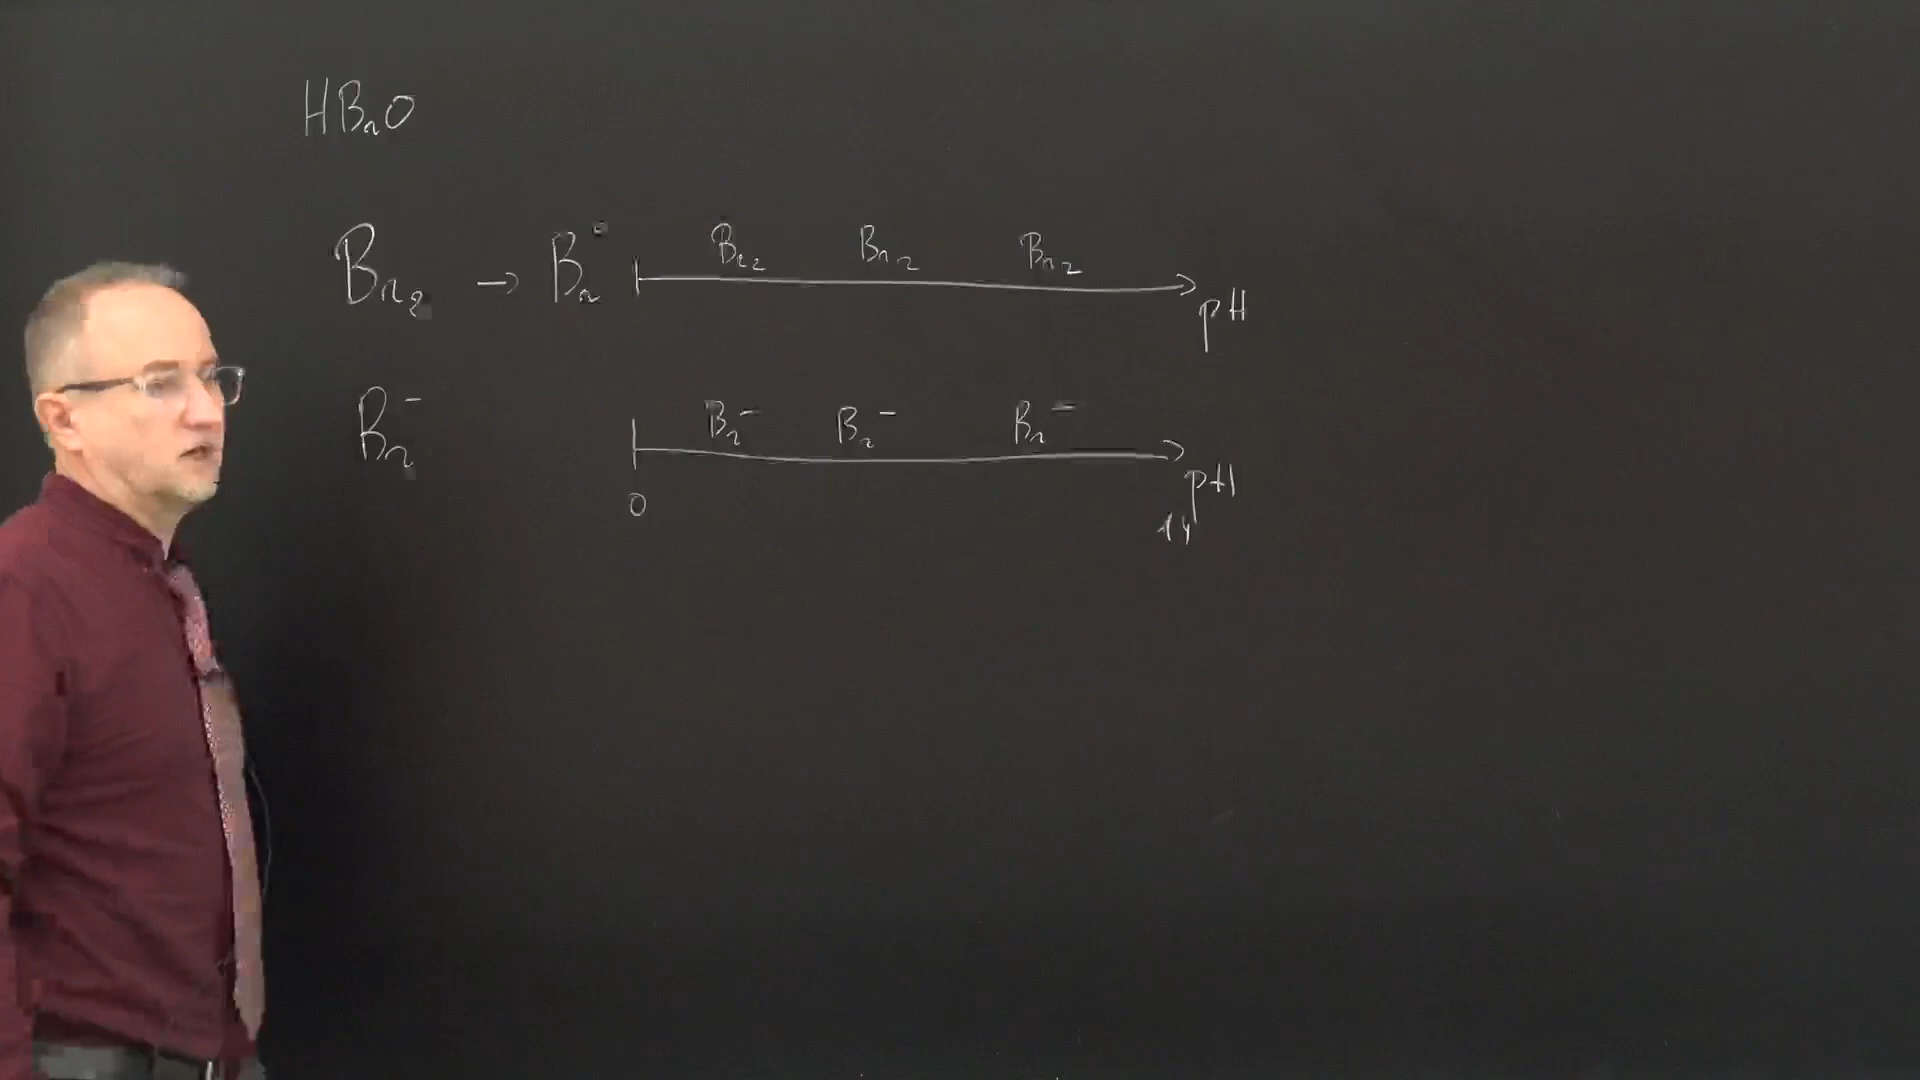 HBrO
Br₂ → Br• Br₂ Br₂ Br₂ pH
Br⁻ Br⁻ Br⁻ Br⁻ pH
0 14